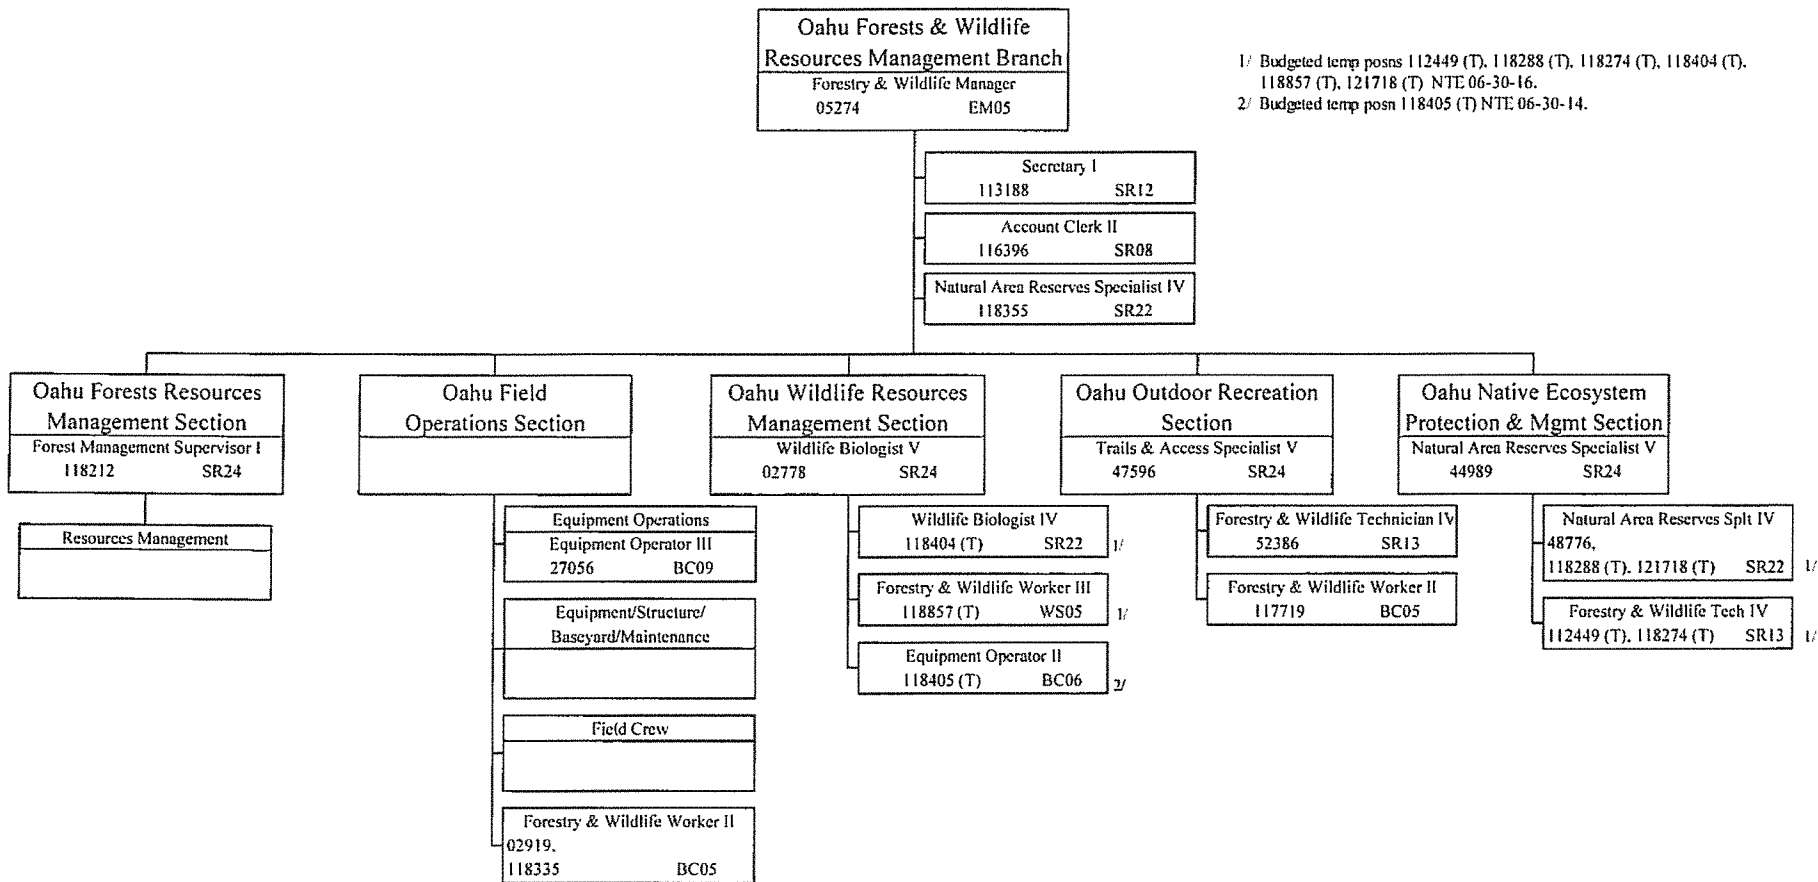 Oahu Forests & Wildlife
Resources Management Branch
Forestry & Wildlife Manager
05274 EM05
1/ Budgeted temp posns 112449 (T), 118288 (T), 118274 (T), 118404 (T),
118857 (T), 121718 (T) NTE 06-30-16.
2/ Budgeted temp posn 118405 (T) NTE 06-30-14.
Secretary I
113188 SR12
Account Clerk II
116396 SR08
Natural Area Reserves Specialist IV
118355 SR22
Oahu Forests Resources
Management Section
Forest Management Supervisor I
118212 SR24
Resources Management
Oahu Field
Operations Section
Equipment Operations
Equipment Operator III
27056 BC09
Equipment/Structure/
Baseyard/Maintenance
Field Crew
Forestry & Wildlife Worker II
02919,
118335 BC05
Oahu Wildlife Resources
Management Section
Wildlife Biologist V
02778 SR24
Wildlife Biologist IV
118404 (T) SR22 1/
Forestry & Wildlife Worker III
118857 (T) WS05 1/
Equipment Operator II
118405 (T) BC06 2/
Oahu Outdoor Recreation
Section
Trails & Access Specialist V
47596 SR24
Forestry & Wildlife Technician IV
52386 SR13
Forestry & Wildlife Worker II
117719 BC05
Oahu Native Ecosystem
Protection & Mgmt Section
Natural Area Reserves Specialist V
44989 SR24
Natural Area Reserves Splt IV
48776,
118288 (T), 121718 (T) SR22 1/
Forestry & Wildlife Tech IV
112449 (T), 118274 (T) SR13 1/